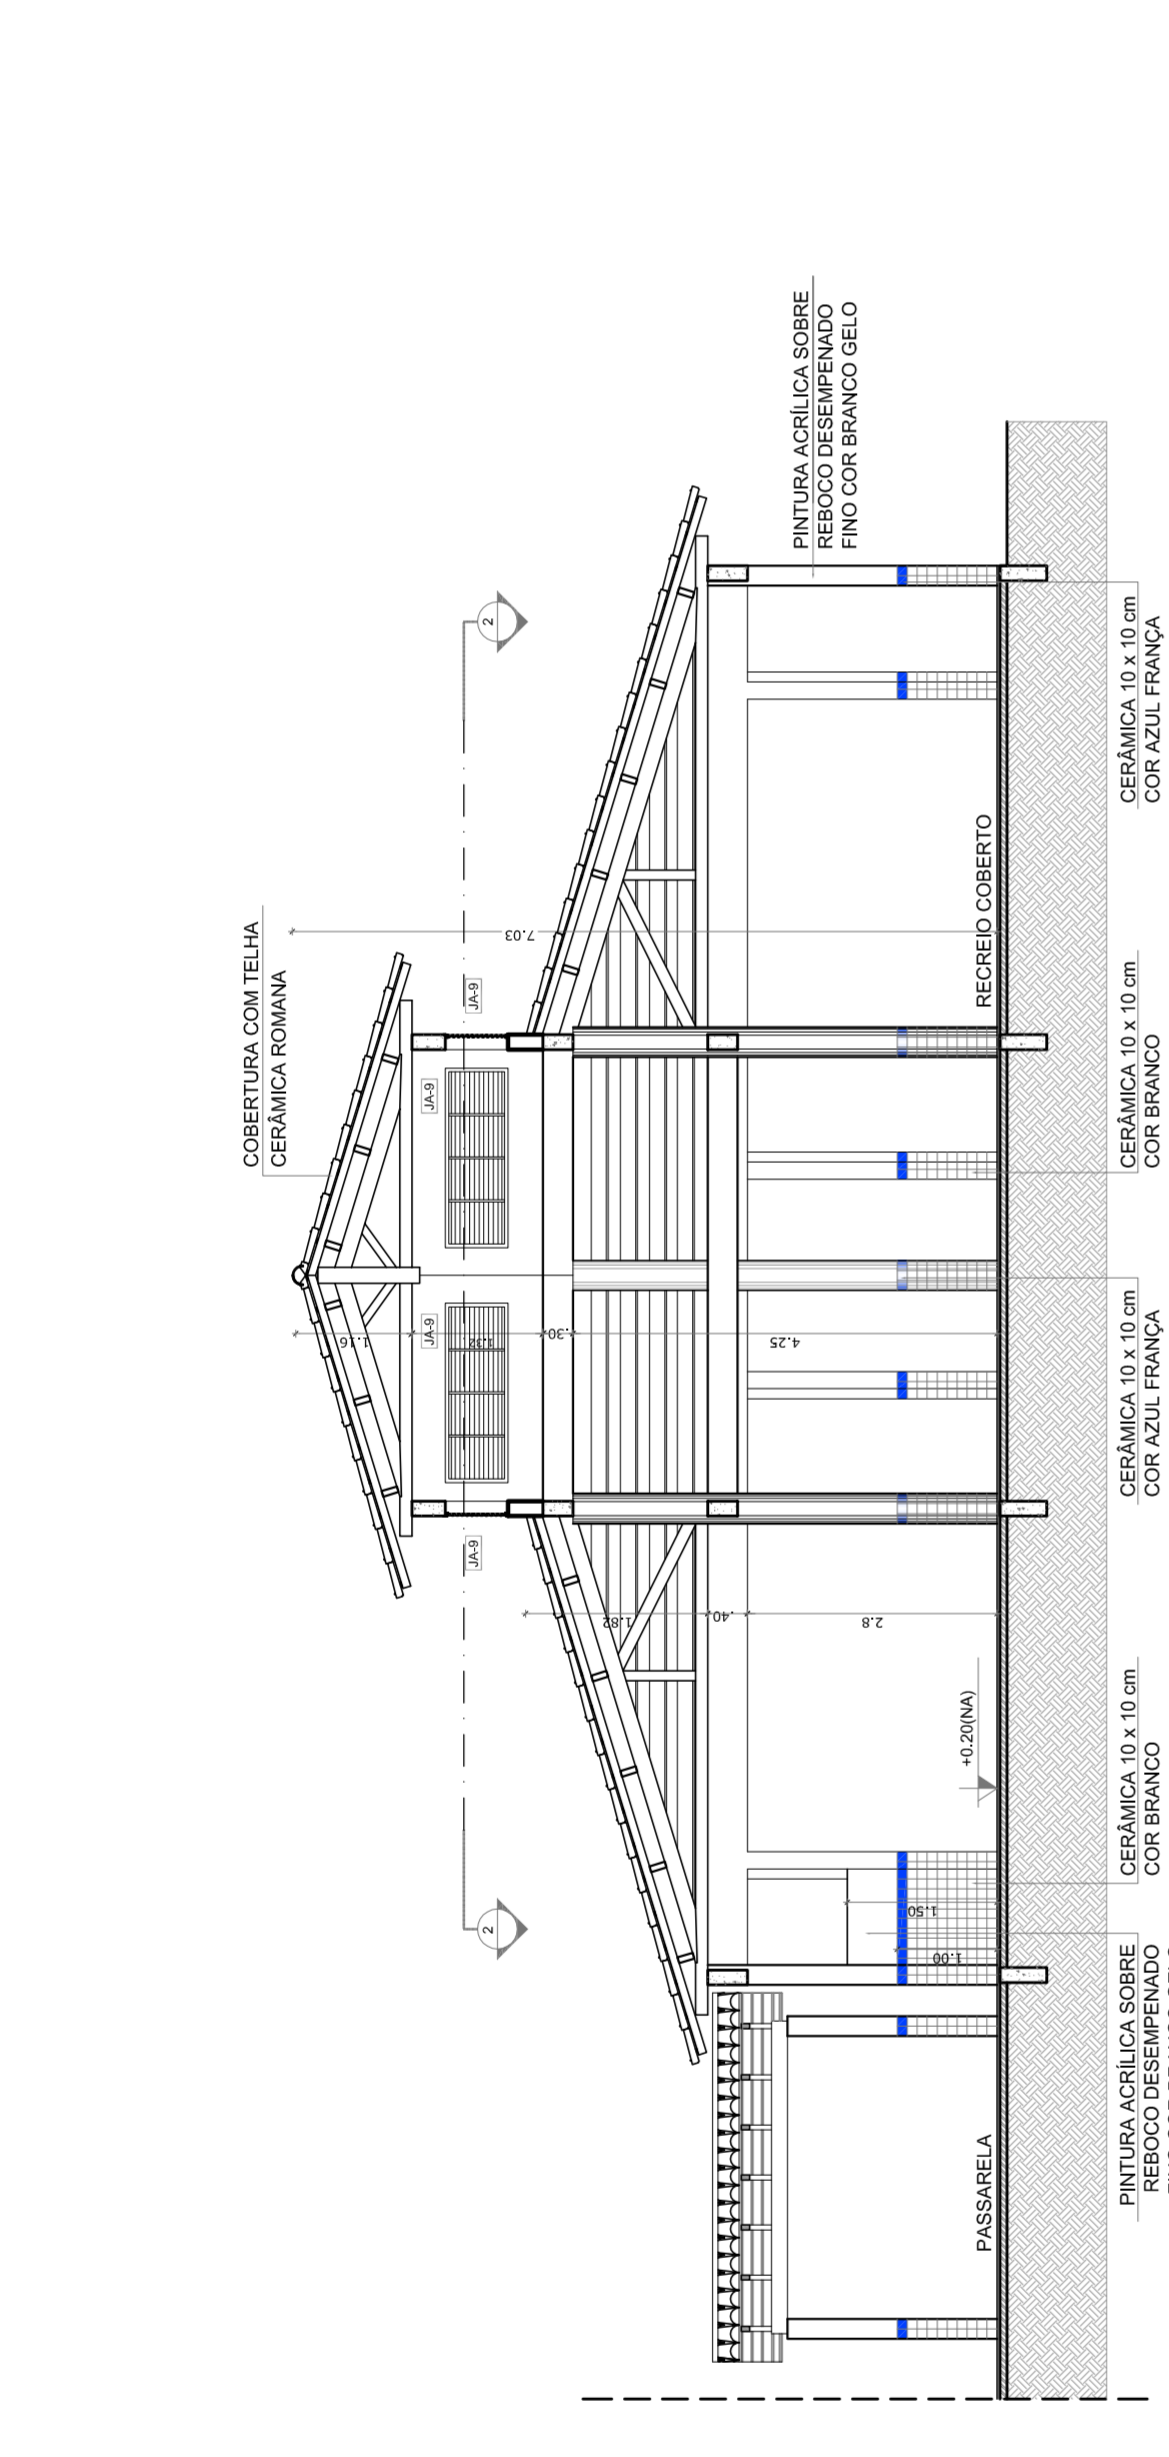 COBERTURA COM TELHA
CERÂMICA ROMANA
PINTURA ACRÍLICA SOBRE
REBOCO DESEMPENADO
FINO COR BRANCO GELO
2
2
JA-9
JA-9
JA-9
JA-9
7.03
1.16
1.32
.30
4.25
1.82
.40
2.8
+0.20(NA)
1.50
1.00
PASSARELA
RECREIO COBERTO
PINTURA ACRÍLICA SOBRE
REBOCO DESEMPENADO
CERÂMICA 10 x 10 cm
COR BRANCO
CERÂMICA 10 x 10 cm
COR AZUL FRANÇA
CERÂMICA 10 x 10 cm
COR BRANCO
CERÂMICA 10 x 10 cm
COR AZUL FRANÇA